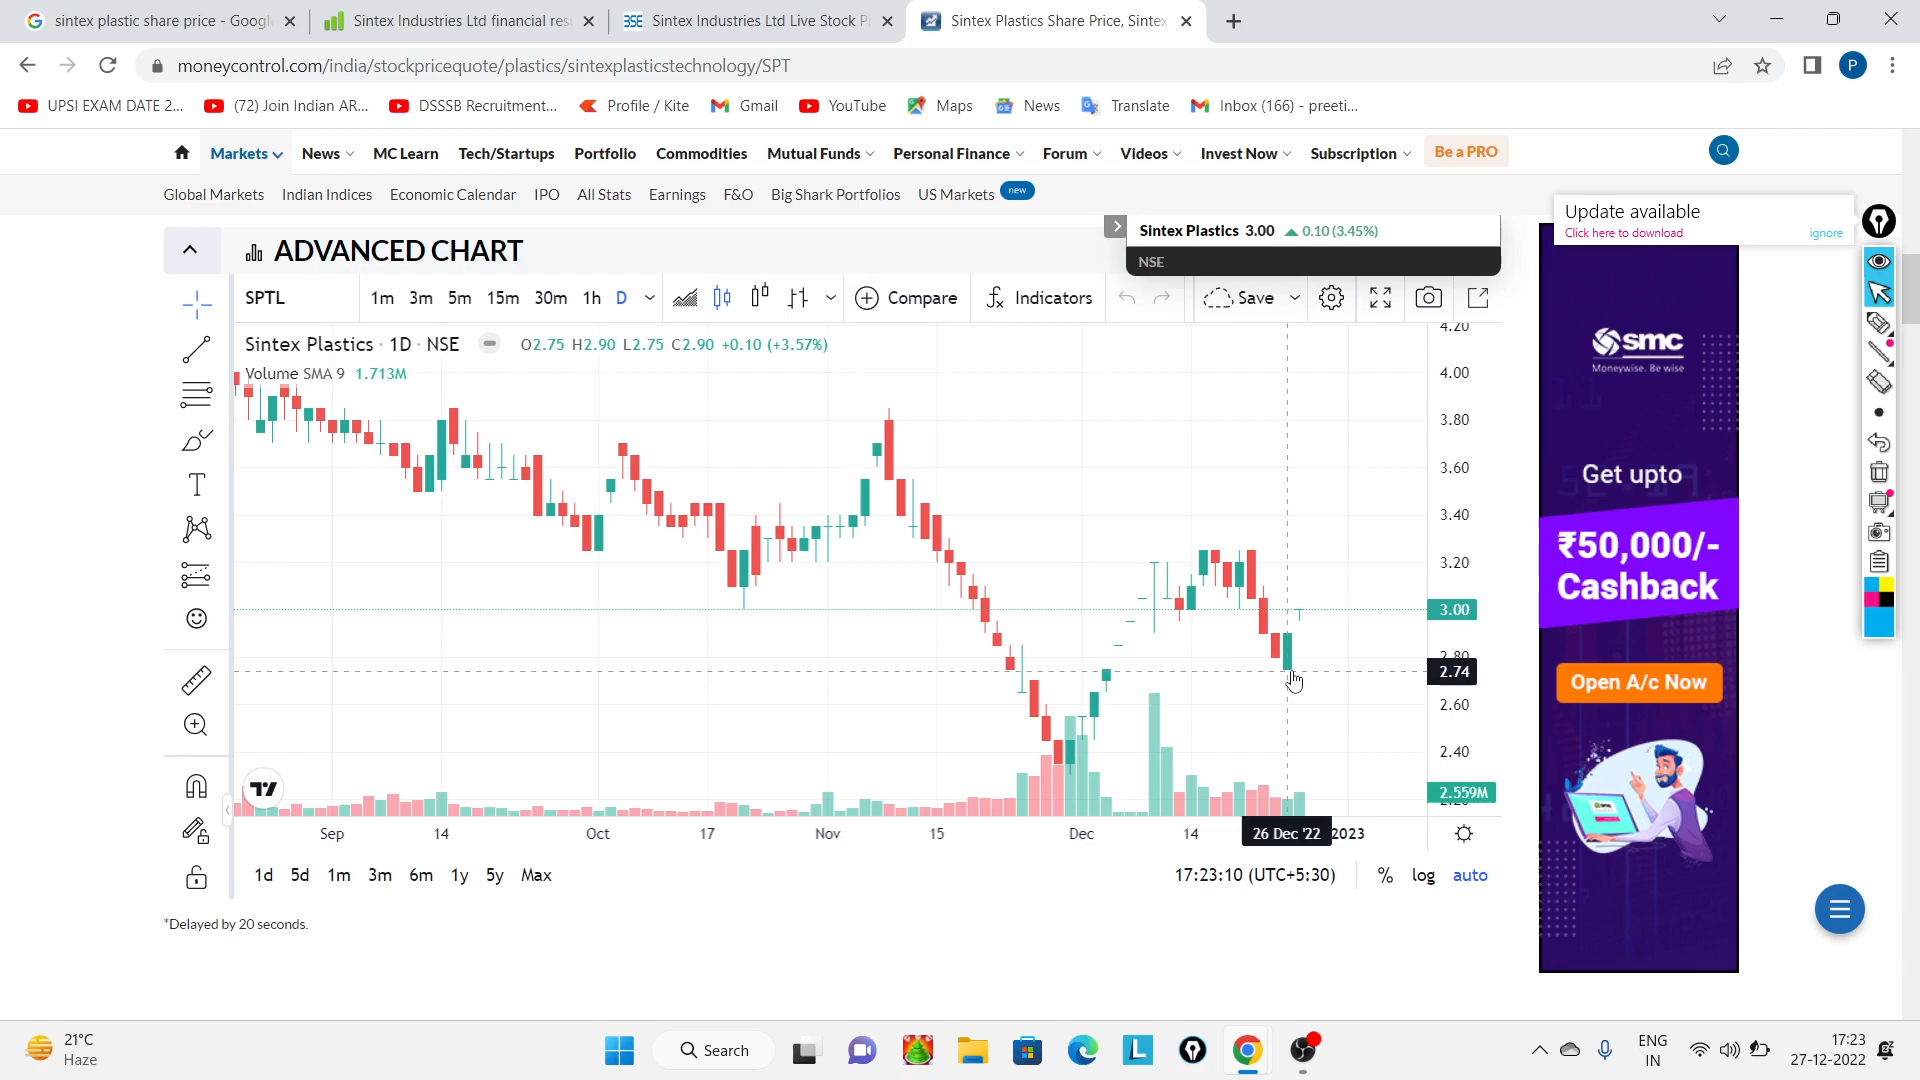 sintex plastic share price - Googl
Sintex Industries Ltd financial res
BSE Sintex Industries Ltd Live Stock P
Sintex Plastics Share Price, Sintex
moneycontrol.com/india/stockpricequote/plastics/sintexplasticstechnology/SPT
P
UPSI EXAM DATE 2...
(72) Join Indian AR...
DSSSB Recruitment...
Profile / Kite
Gmail
YouTube
Maps
News
Translate
Inbox (166) - preeti...
Markets
News
MC Learn
Tech/Startups
Portfolio
Commodities
Mutual Funds
Personal Finance
Forum
Videos
Invest Now
Subscription
Be a PRO
Global Markets
Indian Indices
Economic Calendar
IPO
All Stats
Earnings
F&O
Big Shark Portfolios
US Markets
new
Update available
Click here to download
ignore
ADVANCED CHART
Sintex Plastics 3.00 0.10 (3.45%)
NSE
SPTL
1m 3m 5m 15m 30m 1h D
Compare
Indicators
Save
Sintex Plastics · 1D · NSE
O2.75 H2.90 L2.75 C2.90 +0.10 (+3.57%)
Volume SMA 9 1.713M
4.20
4.00
3.80
3.60
3.40
3.20
3.00
2.80
2.74
2.60
2.40
2.559M
2.20
Sep 14 Oct 17 Nov 15 Dec 14 26 Dec '22 2023
1d 5d 1m 3m 6m 1y 5y Max
17:23:10 (UTC+5:30)
% log auto
*Delayed by 20 seconds.
smc
Moneywise. Be wise
Get upto
₹50,000/-
Cashback
Open A/c Now
21°C
Haze
Search
L
ENG
IN
17:23
27-12-2022